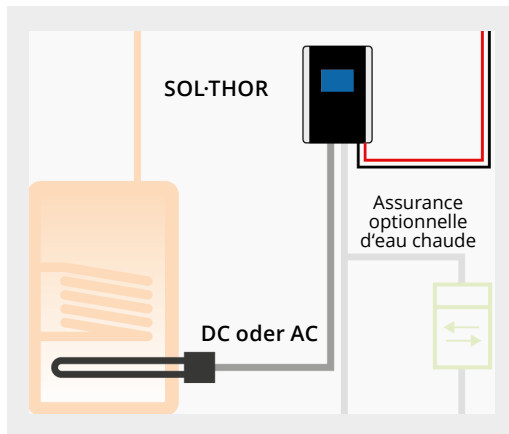 SOL·THOR
Assurance
optionnelle
d‘eau chaude
DC oder AC